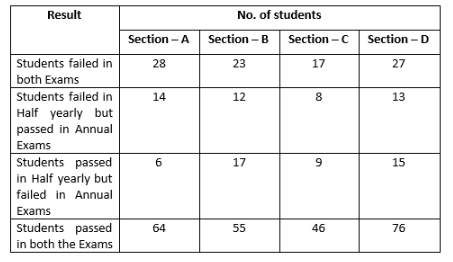 Result No. of students
Section – A Section – B Section – C Section – D
Students failed in 28 23 17 27
both Exams
Students failed in 14 12 8 13
Half yearly but
passed in Annual
Exams
Students passed 6 17 9 15
in Half yearly but
failed in Annual
Exams
Students passed 64 55 46 76
in both the Exams